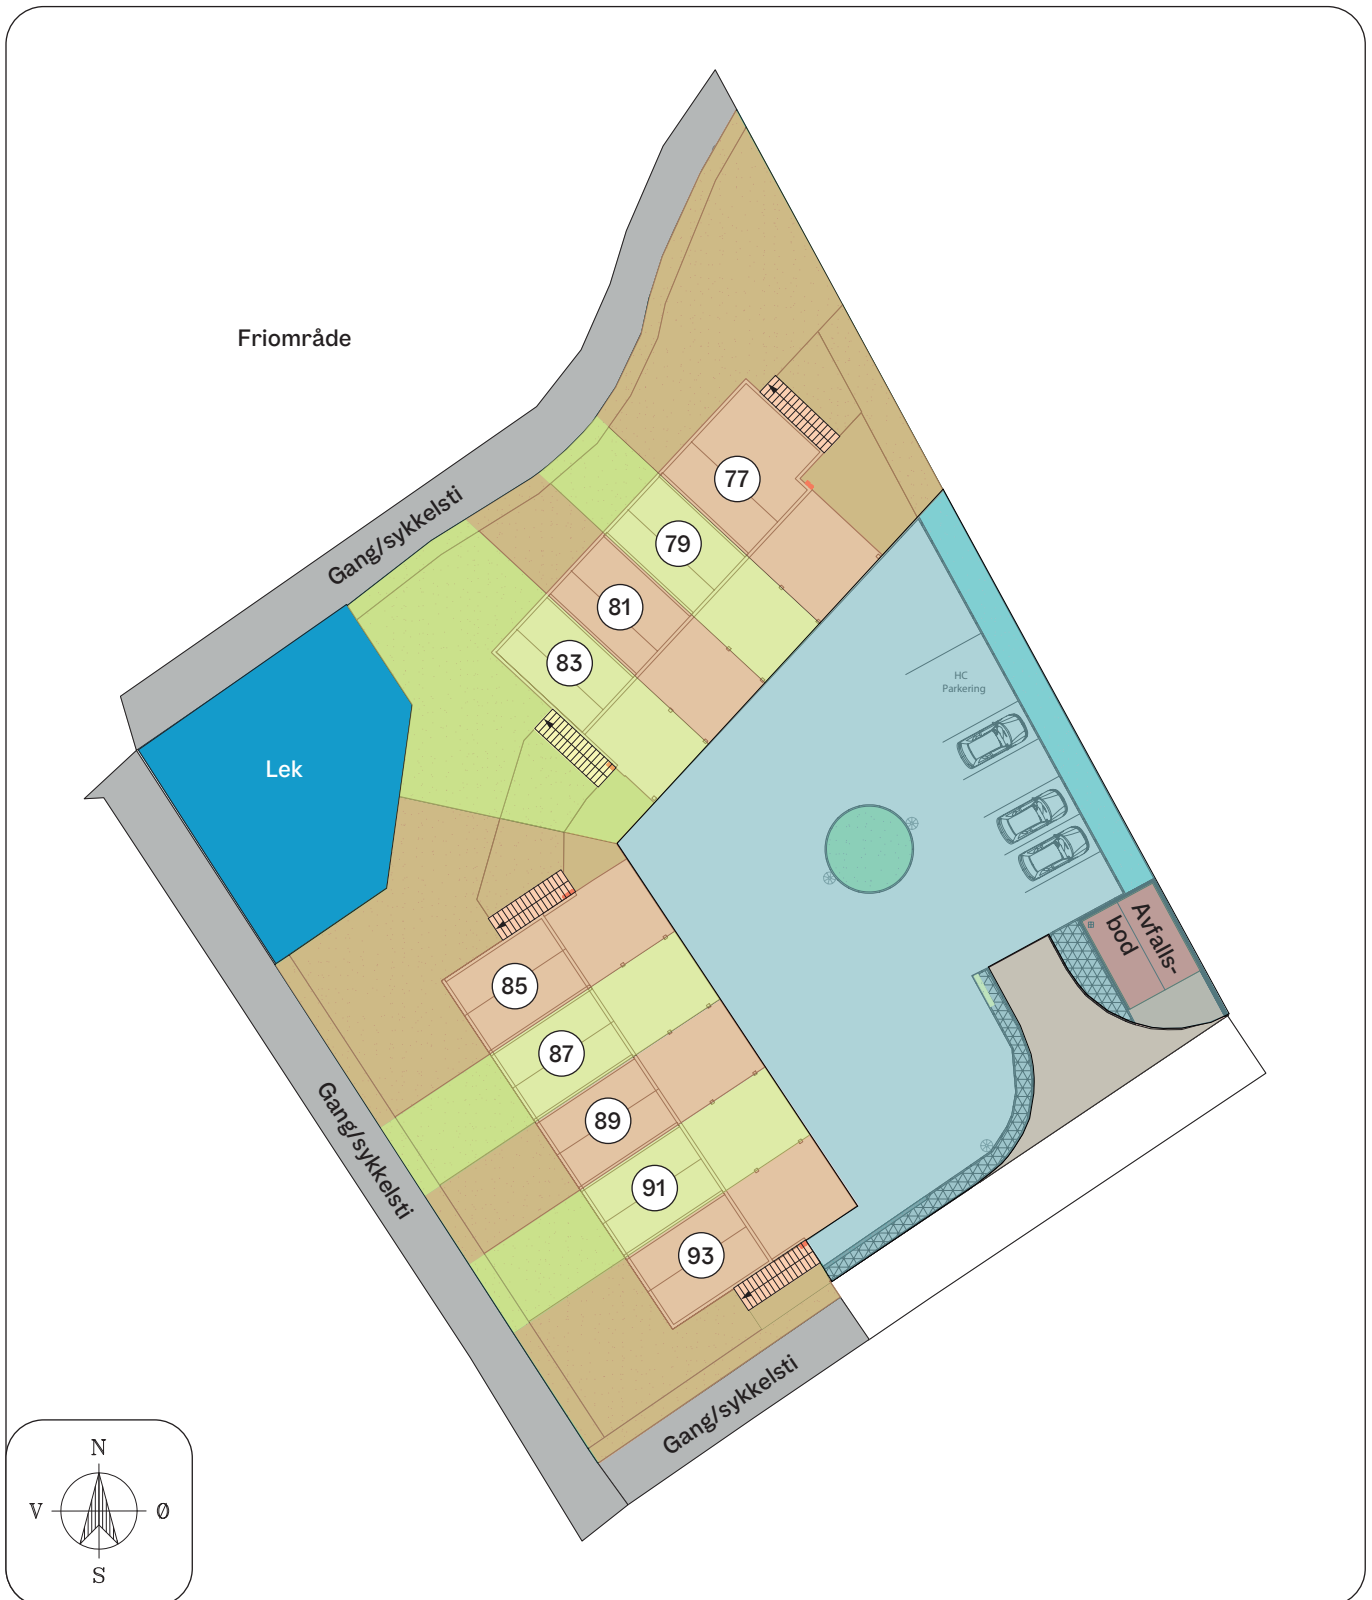 Friområde
Gang/sykkelsti
77
79
81
83
HC
Parkering
Lek
Avfalls-
bod
85
87
89
91
93
Gang/sykkelsti
Gang/sykkelsti
N
V Ø
S